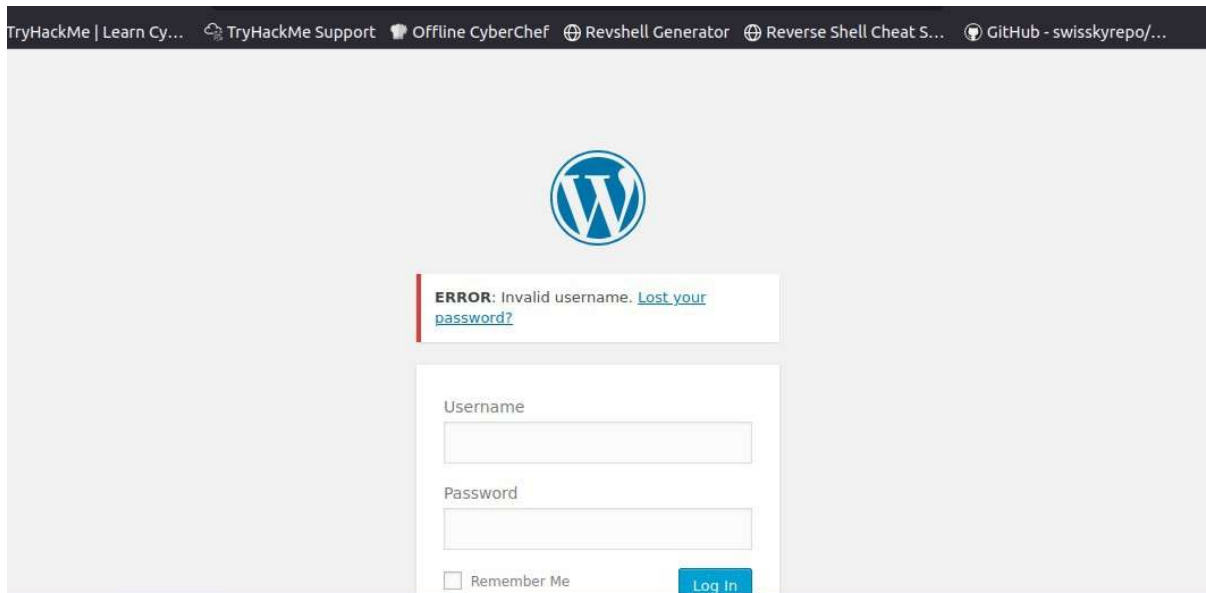 TryHackMe | Learn Cy... TryHackMe Support Offline CyberChef Revshell Generator Reverse Shell Cheat S... GitHub - swisskyrepo/...
ERROR: Invalid username. Lost your
password?
Username
Password
Remember Me Log In